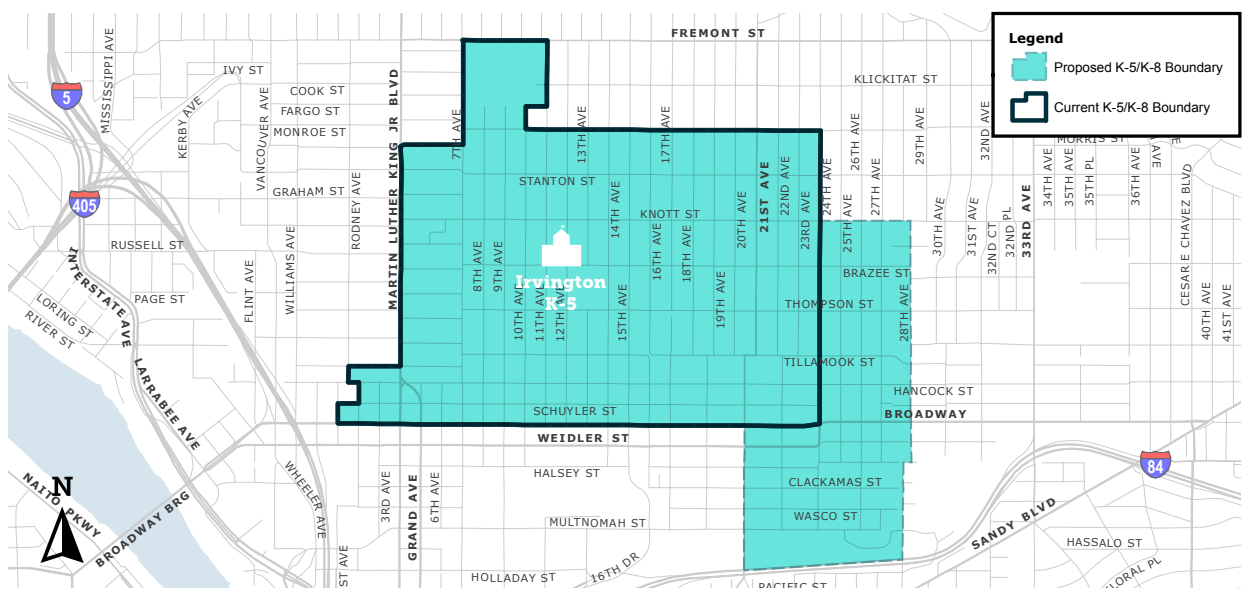 FREMONT ST
Legend
Proposed K-5/K-8 Boundary
Current K-5/K-8 Boundary
MISSISSIPPI AVE
5
IVY ST
COOK ST
FARGO ST
MONROE ST
KERBY AVE
VANCOUVER AVE
KLICKITAT ST
7TH AVE
13TH AVE
17TH AVE
26TH AVE
29TH AVE
32ND AVE
MORRIS ST
AVE
34TH AVE
35TH AVE
35TH PL
36TH AVE
405
GRAHAM ST
RODNEY AVE
MARTIN LUTHER KING JR BLVD
STANTON ST
14TH AVE
KNOTT ST
20TH AVE
21ST AVE
22ND AVE
23RD AVE
24TH AVE
25TH AVE
27TH AVE
30TH AVE
31ST AVE
32ND CT
32ND PL
33RD AVE
CESAR E CHAVEZ BLVD
RUSSELL ST
INTERSTATE AVE
WILLIAMS AVE
FLINT AVE
PAGE ST
LORING ST
RIVER ST
8TH AVE
9TH AVE
Irvington
K-5
10TH AVE
11TH AVE
12TH AVE
15TH AVE
16TH AVE
18TH AVE
19TH AVE
BRAZEE ST
THOMPSON ST
28TH AVE
40TH AVE
41ST AVE
LARRABEE AVE
TILLAMOOK ST
HANCOCK ST
SCHUYLER ST
BROADWAY
WEIDLER ST
N
NAITO PKWY
BROADWAY BRG
WHEELER AVE
3RD AVE
GRAND AVE
6TH AVE
HALSEY ST
CLACKAMAS ST
84
MULTNOMAH ST
WASCO ST
SANDY BLVD
HASSALO ST
ST AVE
HOLLADAY ST
16TH DR
PACIFIC ST
LORAL PL